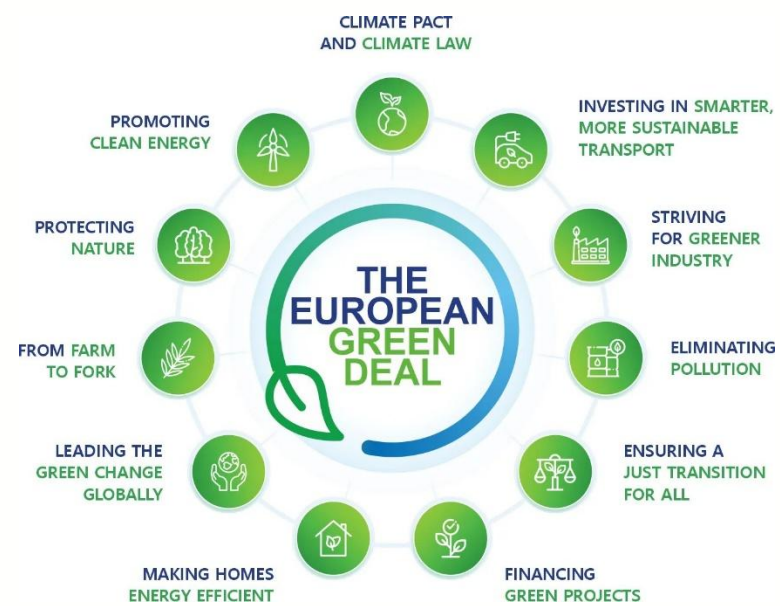 CLIMATE PACT
AND CLIMATE LAW
INVESTING IN SMARTER,
MORE SUSTAINABLE
TRANSPORT
STRIVING
FOR GREENER
INDUSTRY
ELIMINATING
POLLUTION
ENSURING A
JUST TRANSITION
FOR ALL
FINANCING
GREEN PROJECTS
MAKING HOMES
ENERGY EFFICIENT
LEADING THE
GREEN CHANGE
GLOBALLY
FROM FARM
TO FORK
PROTECTING
NATURE
PROMOTING
CLEAN ENERGY
THE
EUROPEAN
GREEN
DEAL